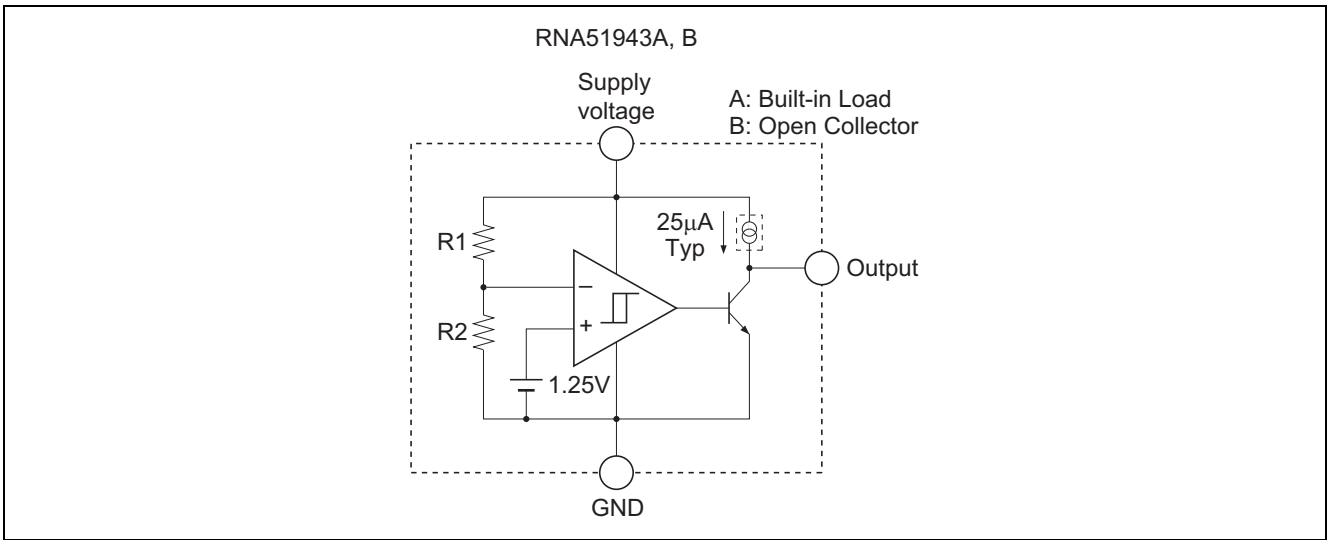 RNA51943A, B
Supply
voltage
A: Built-in Load
B: Open Collector
25μA
Typ
R1
Output
−
+
R2
1.25V
GND